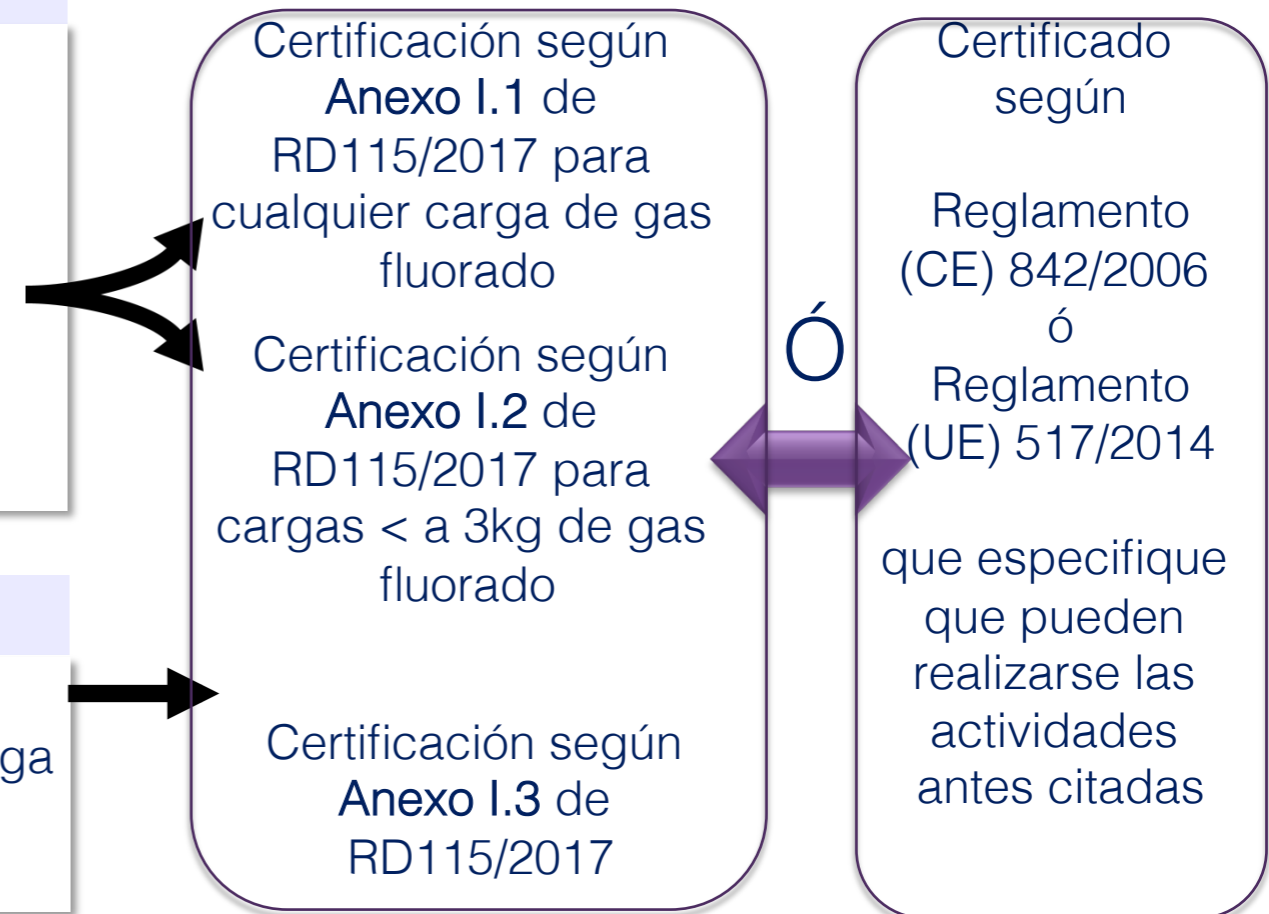 Certificación según
Anexo I.1 de
RD115/2017 para
cualquier carga de gas
fluorado
Certificación según
Anexo I.2 de
RD115/2017 para
cargas < a 3kg de gas
fluorado
Certificación según
Anexo I.3 de
RD115/2017
ga
Ó
Certificado
según
Reglamento
(CE) 842/2006
ó
Reglamento
(UE) 517/2014
que especifique
que pueden
realizarse las
actividades
antes citadas